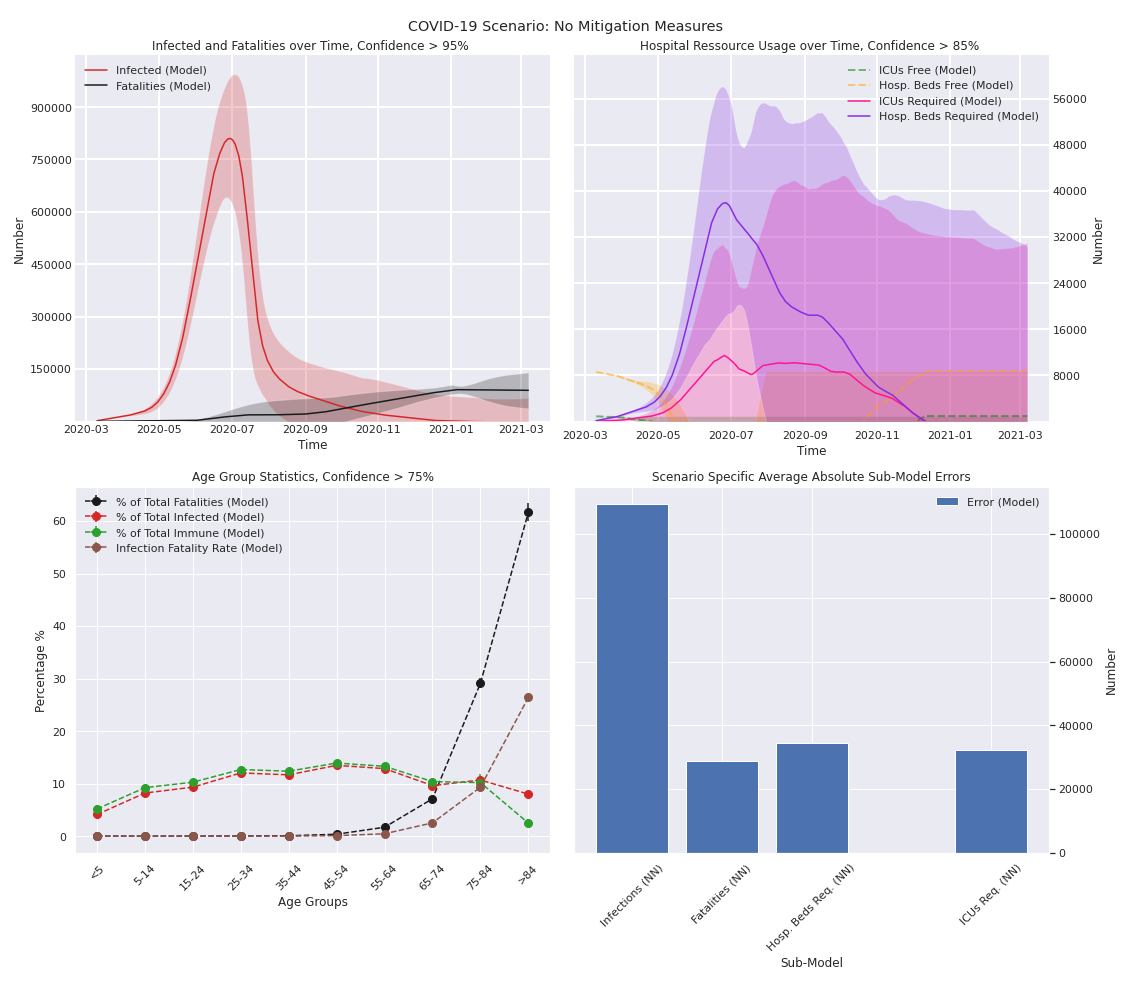 COVID-19 Scenario: No Mitigation Measures
Infected and Fatalities over Time, Confidence > 95%
Infected (Model)
Fatalities (Model)
900000
750000
600000
450000
300000
150000
Number
2020-03 2020-05 2020-07 2020-09 2020-11 2021-01 2021-03
Time
Hospital Ressource Usage over Time, Confidence > 85%
ICUs Free (Model)
Hosp. Beds Free (Model)
ICUs Required (Model)
Hosp. Beds Required (Model)
56000
48000
40000
32000
24000
16000
8000
Number
2020-03 2020-05 2020-07 2020-09 2020-11 2021-01 2021-03
Time
Age Group Statistics, Confidence > 75%
% of Total Fatalities (Model)
% of Total Infected (Model)
% of Total Immune (Model)
Infection Fatality Rate (Model)
60
50
40
30
20
10
0
Percentage %
<5 5-14 15-24 25-34 35-44 45-54 55-64 65-74 75-84 >84
Age Groups
Scenario Specific Average Absolute Sub-Model Errors
Error (Model)
100000
80000
60000
40000
20000
0
Number
Infections (NN) Fatalities (NN) Hosp. Beds Req. (NN) ICUs Req. (NN)
Sub-Model